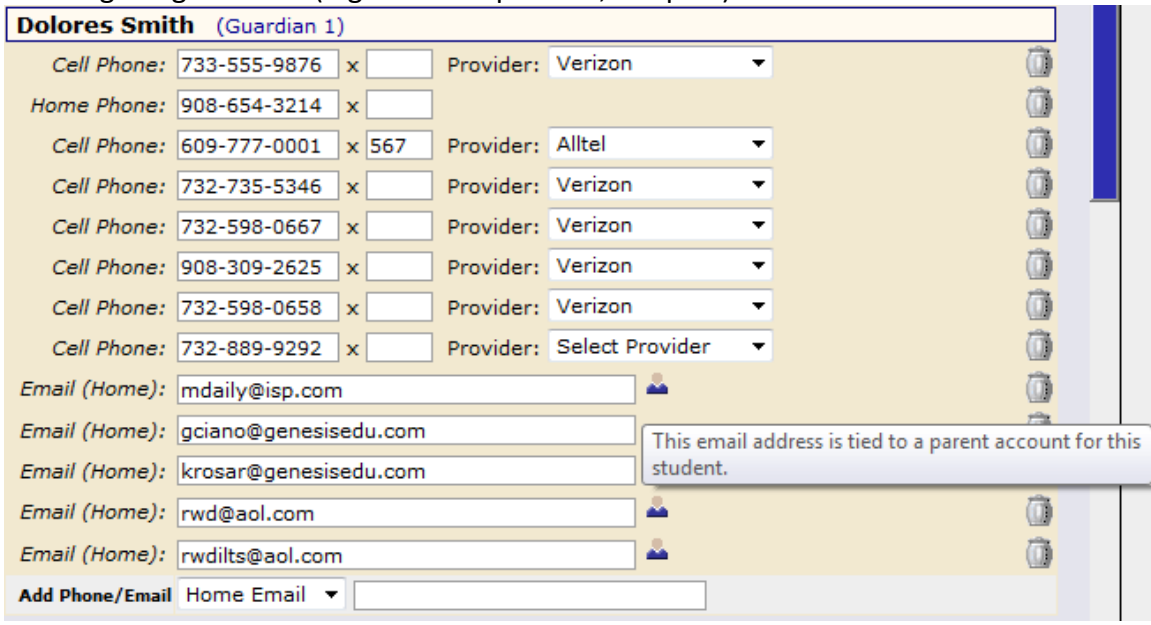 Dolores Smith (Guardian 1)
Cell Phone: 733-555-9876 x Provider: Verizon
Home Phone: 908-654-3214 x
Cell Phone: 609-777-0001 x 567 Provider: Alltel
Cell Phone: 732-735-5346 x Provider: Verizon
Cell Phone: 732-598-0667 x Provider: Verizon
Cell Phone: 908-309-2625 x Provider: Verizon
Cell Phone: 732-598-0658 x Provider: Verizon
Cell Phone: 732-889-9292 x Provider: Select Provider
Email (Home): mdaily@isp.com
Email (Home): gciano@genesisedu.com
This email address is tied to a parent account for this
student.
Email (Home): krosar@genesisedu.com
Email (Home): rwd@aol.com
Email (Home): rwdilts@aol.com
Add Phone/Email Home Email